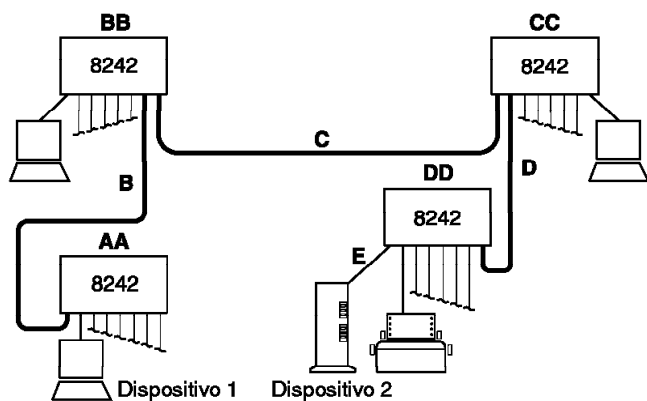 BB
CC
8242
8242
C
DD
D
B
8242
AA
E
8242
Dispositivo 1
Dispositivo 2